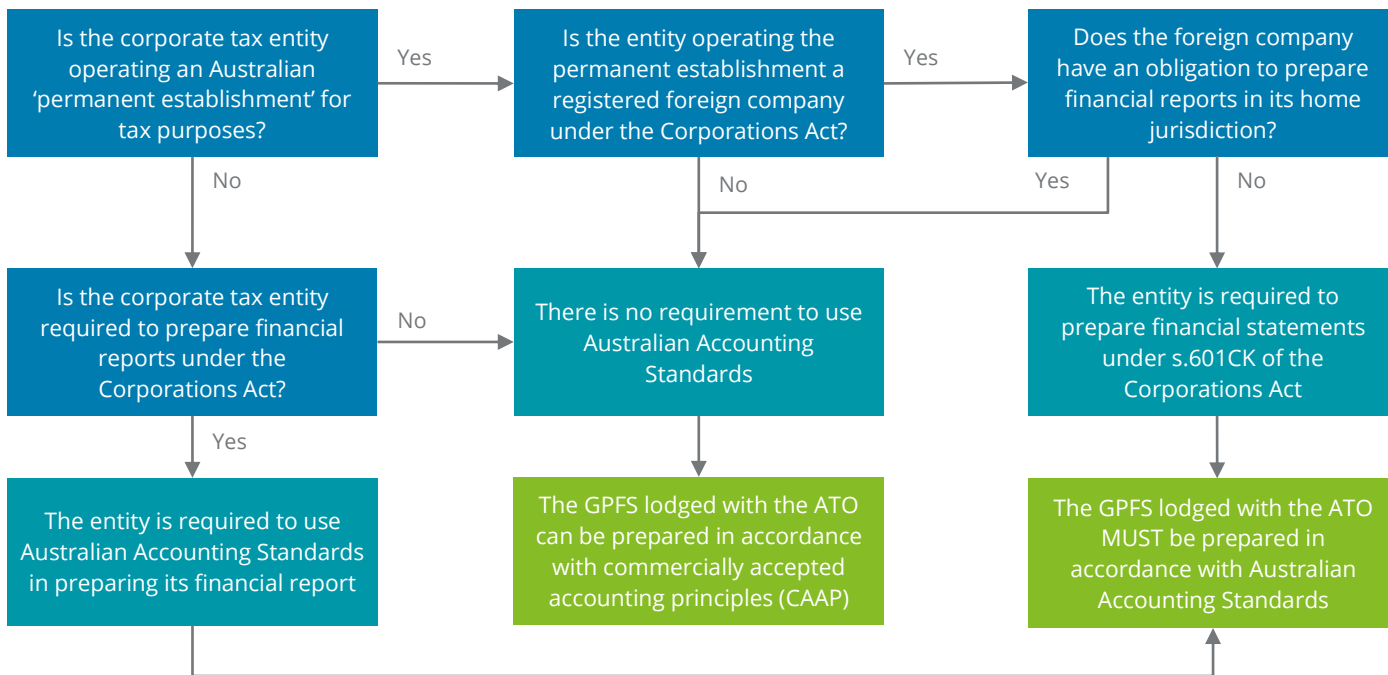 Is the corporate tax entity
operating an Australian
‘permanent establishment’ for
tax purposes?
Yes
Is the entity operating the
permanent establishment a
registered foreign company
under the Corporations Act?
Yes
Does the foreign company
have an obligation to prepare
financial reports in its home
jurisdiction?
No
No
Yes
No
Is the corporate tax entity
required to prepare financial
reports under the
Corporations Act?
No
There is no requirement to use
Australian Accounting
Standards
The entity is required to
prepare financial statements
under s.601CK of the
Corporations Act
Yes
The entity is required to use
Australian Accounting Standards
in preparing its financial report
The GPFS lodged with the ATO
can be prepared in accordance
with commercially accepted
accounting principles (CAAP)
The GPFS lodged with the ATO
MUST be prepared in
accordance with Australian
Accounting Standards